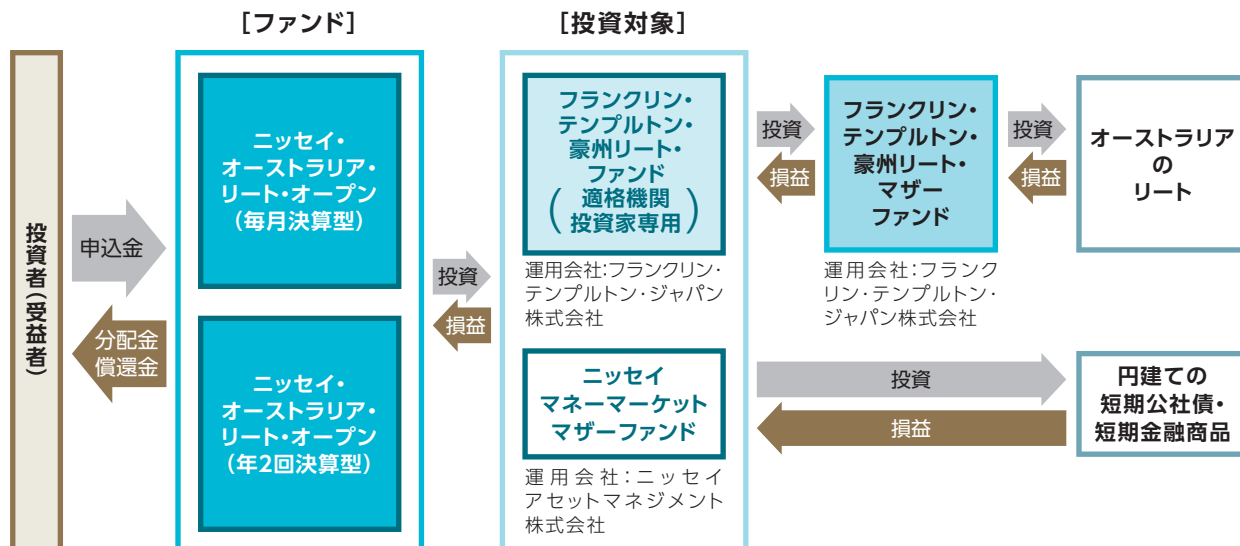 [ファンド]
[投資対象]
投資者(受益者)
申込金
分配金
償還金
ニッセイ・
オーストラリア・
リート・オープン
(毎月決算型)
ニッセイ・
オーストラリア・
リート・オープン
(年2回決算型)
投資
損益
フランクリン・
テンプルトン・
豪州リート・
ファンド
(適格機関
投資家専用)
運用会社:フランクリン・
テンプルトン・ジャパン
株式会社
ニッセイ
マネーマーケット
マザーファンド
運用会社:ニッセイ
アセットマネジメント
株式会社
投資
損益
フランクリン・
テンプルトン・
豪州リート・
マザー
ファンド
運用会社:フランク
リン・テンプルトン・
ジャパン株式会社
投資
損益
オーストラリア
の
リート
投資
損益
円建ての
短期公社債・
短期金融商品